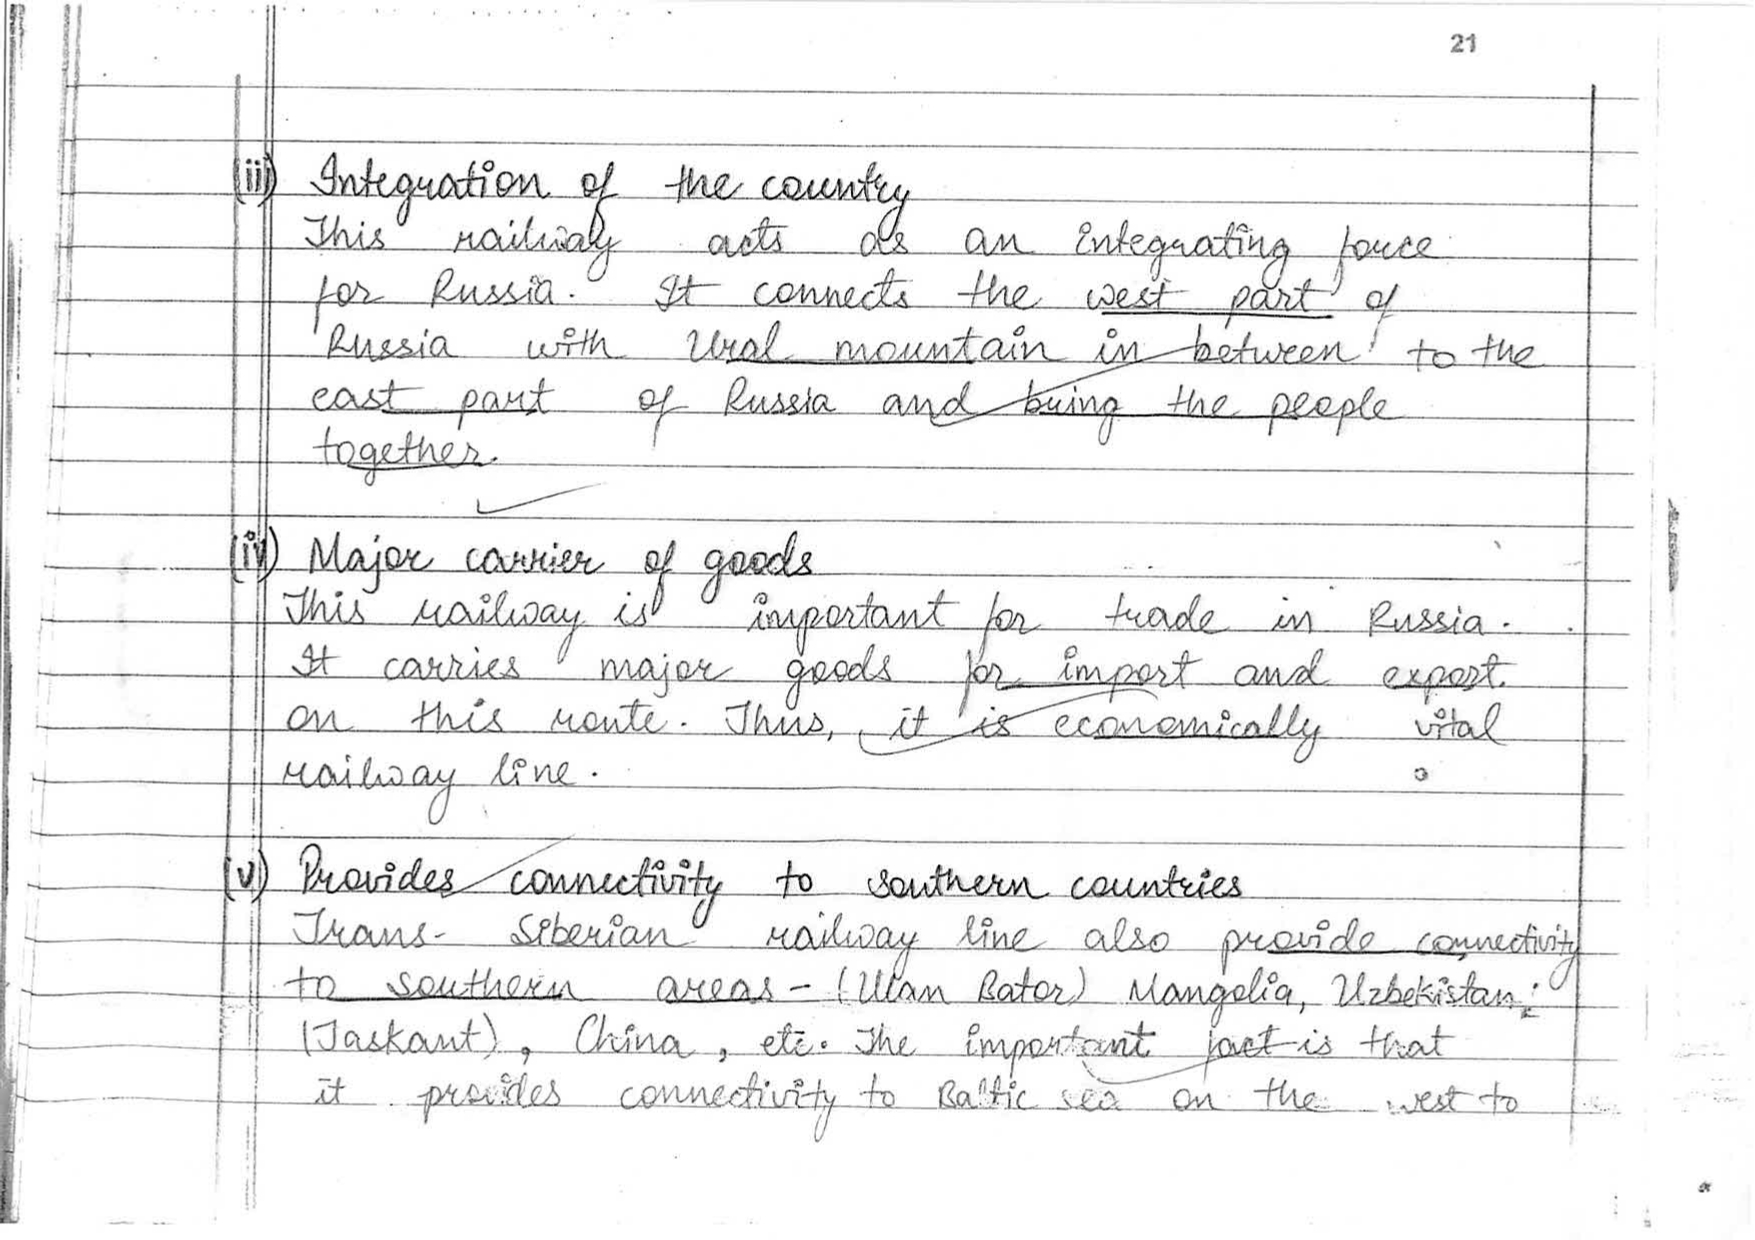 21
(iii) Integration of the country
This railway acts as an integrating force
for Russia. It connects the west part of
Russia with Ural mountain in between to the
east part of Russia and bring the people
together.
(iv) Major carrier of goods
This railway is important for trade in Russia.
It carries major goods for import and export
on this route. Thus, it is economically vital
railway line.
(v) Provides connectivity to southern countries
Trans- Siberian railway line also provide connectivity
to southern areas - (Ulan Bator) Mangolia, Uzbekistan
(Taskant), China, etc. The important fact is that
it provides connectivity to Baltic sea on the west to